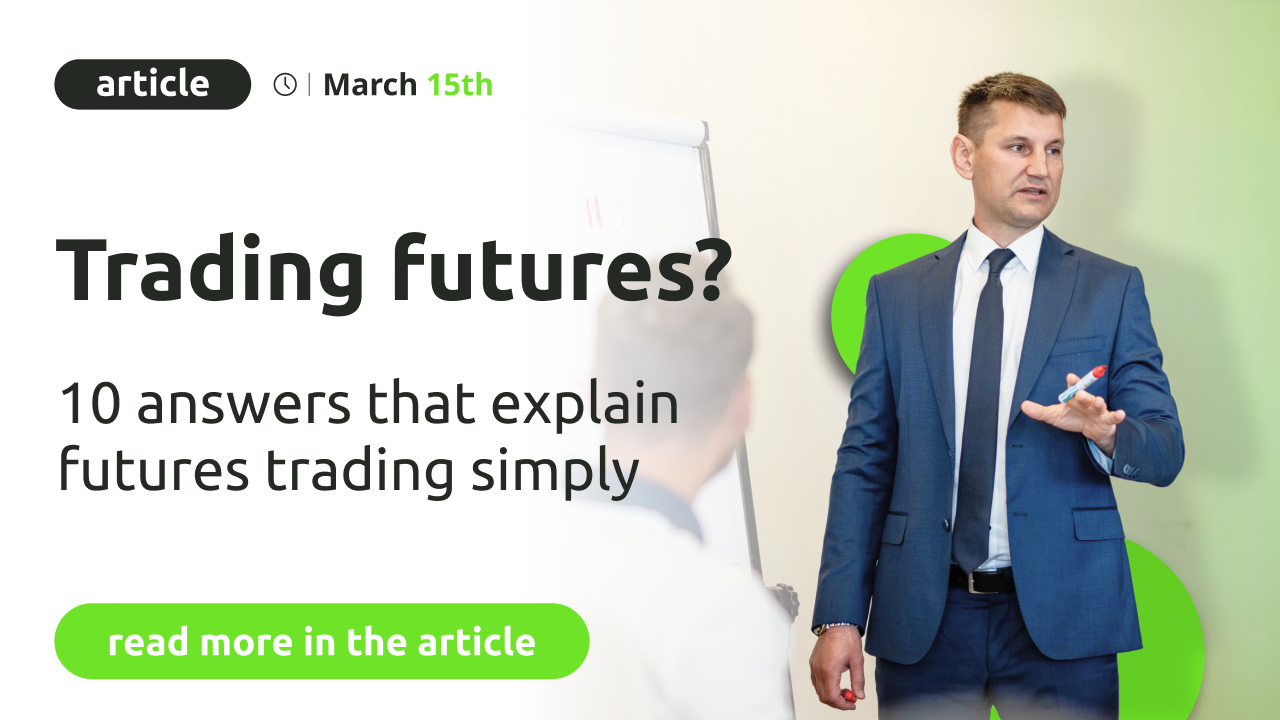 article
March 15th
Trading futures?
10 answers that explain
futures trading simply
read more in the article